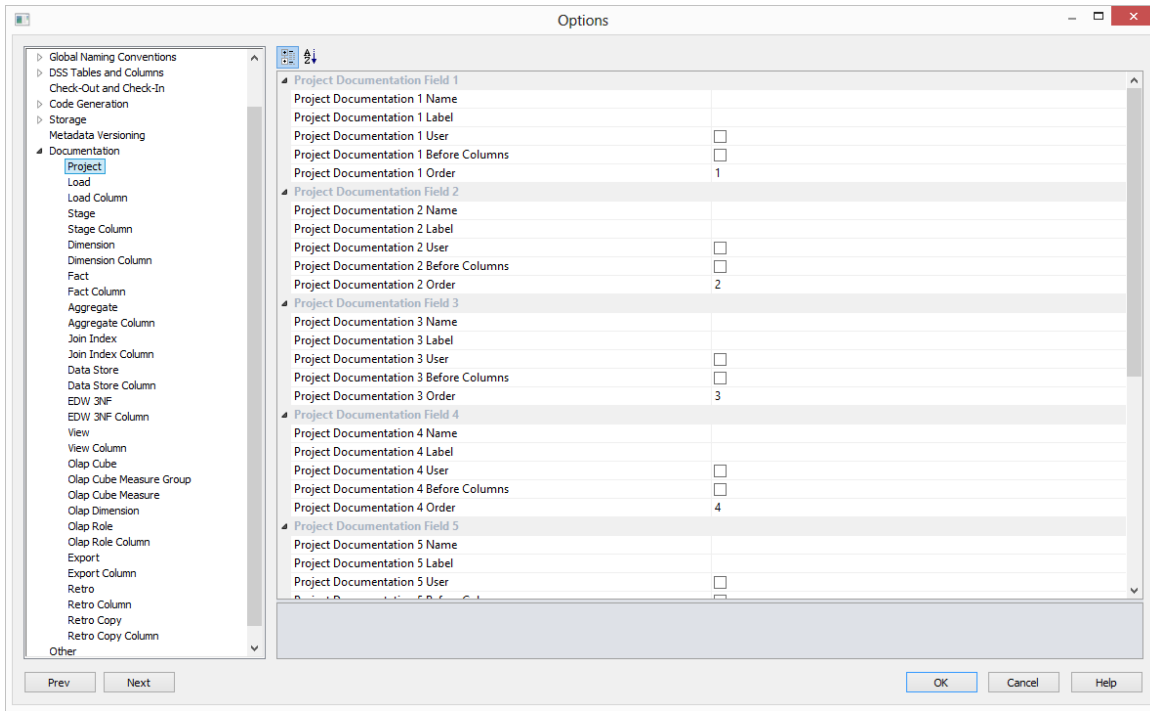 Options
Global Naming Conventions
DSS Tables and Columns
Check-Out and Check-In
Code Generation
Storage
Metadata Versioning
Documentation
Project
Load
Load Column
Stage
Stage Column
Dimension
Dimension Column
Fact
Fact Column
Aggregate
Aggregate Column
Join Index
Join Index Column
Data Store
Data Store Column
EDW 3NF
EDW 3NF Column
View
View Column
Olap Cube
Olap Cube Measure Group
Olap Cube Measure
Olap Dimension
Olap Role
Olap Role Column
Export
Export Column
Retro
Retro Column
Retro Copy
Retro Copy Column
Other
Project Documentation Field 1
Project Documentation 1 Name
Project Documentation 1 Label
Project Documentation 1 User
Project Documentation 1 Before Columns
Project Documentation 1 Order 1
Project Documentation Field 2
Project Documentation 2 Name
Project Documentation 2 Label
Project Documentation 2 User
Project Documentation 2 Before Columns
Project Documentation 2 Order 2
Project Documentation Field 3
Project Documentation 3 Name
Project Documentation 3 Label
Project Documentation 3 User
Project Documentation 3 Before Columns
Project Documentation 3 Order 3
Project Documentation Field 4
Project Documentation 4 Name
Project Documentation 4 Label
Project Documentation 4 User
Project Documentation 4 Before Columns
Project Documentation 4 Order 4
Project Documentation Field 5
Project Documentation 5 Name
Project Documentation 5 Label
Project Documentation 5 User
Prev Next OK Cancel Help